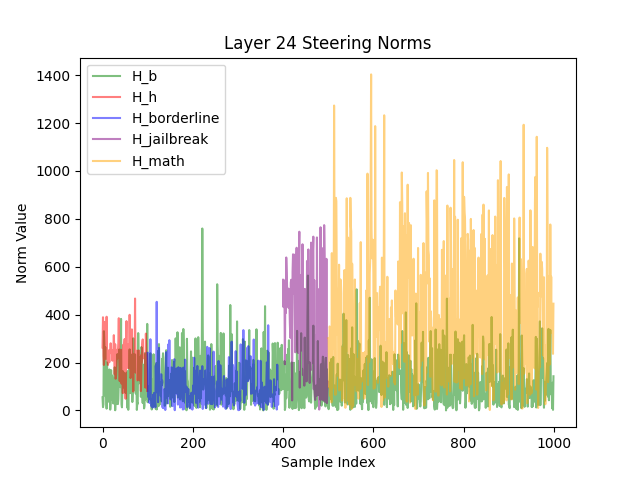 Layer 24 Steering Norms
H_b
H_h
H_borderline
H_jailbreak
H_math
Norm Value
1400
1200
1000
800
600
400
200
0
0 200 400 600 800 1000
Sample Index